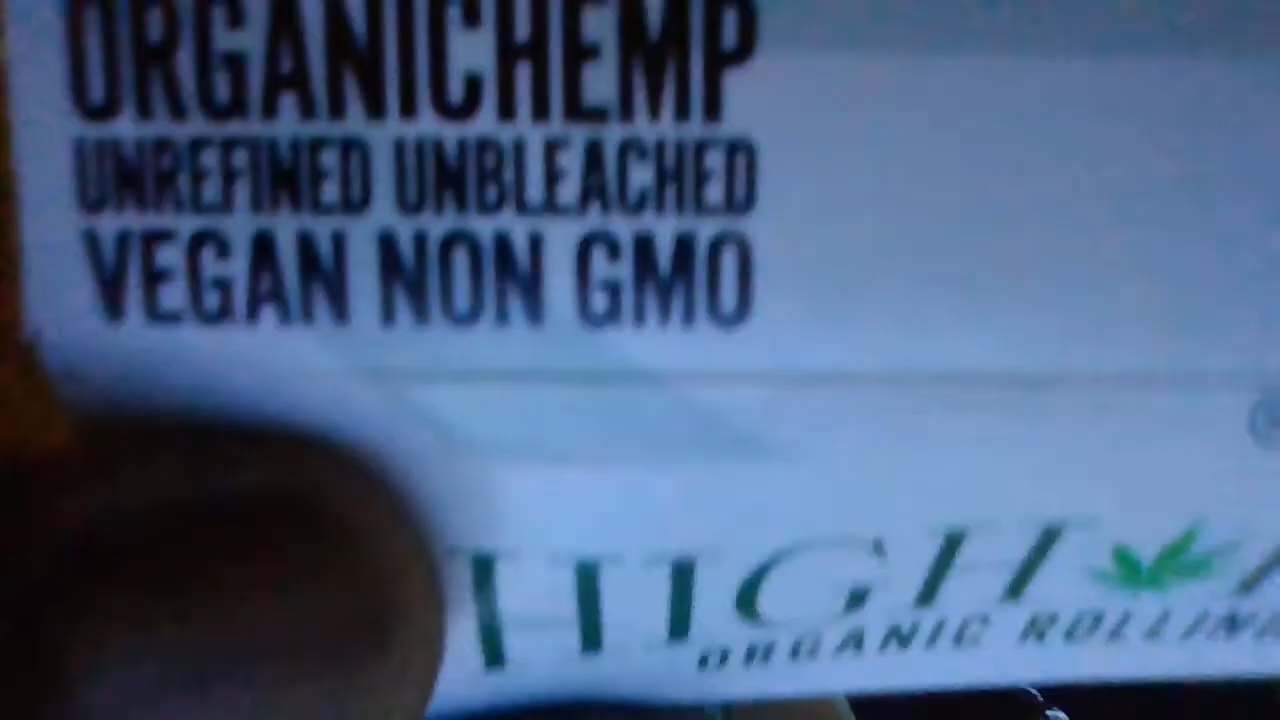 ORGANICHEMP
UNREFINED UNBLEACHED
VEGAN NON GMO
HIGH
ORGANIC ROLLING